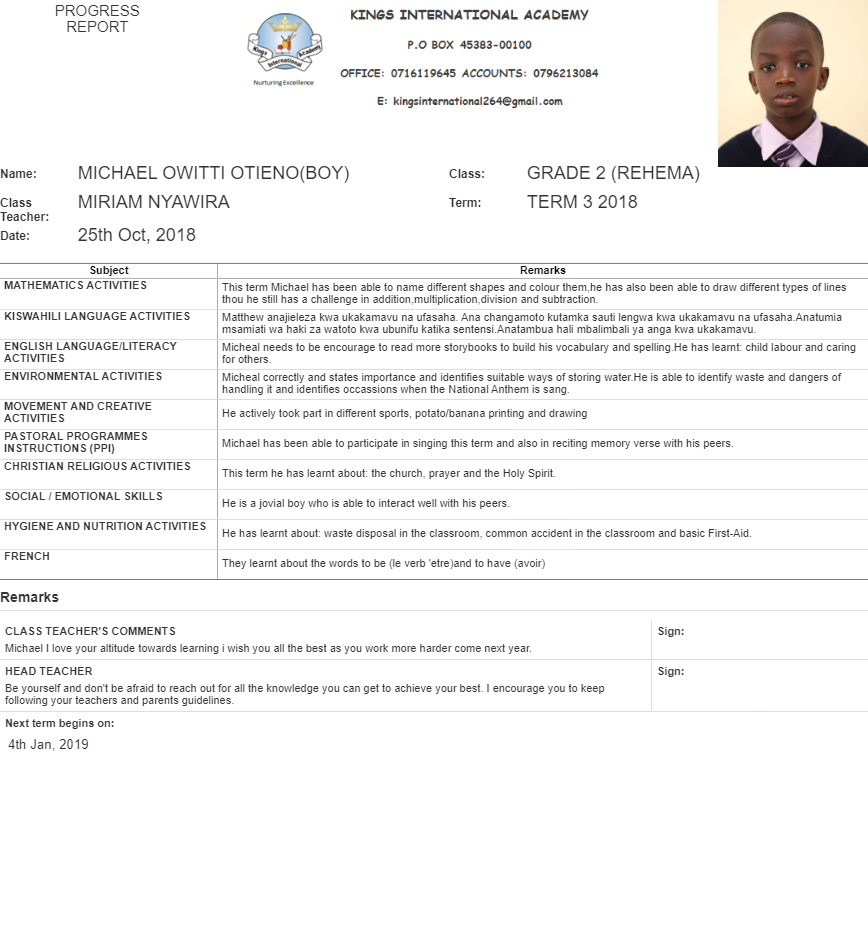 PROGRESS
REPORT
KINGS INTERNATIONAL ACADEMY
P.O BOX 45383-00100
OFFICE: 0716119645 ACCOUNTS: 0796213084
E: kingsinternational264@gmail.com
Kings International Academy
Nurturing Excellence
Name: MICHAEL OWITTI OTIENO(BOY) Class: GRADE 2 (REHEMA)
Class Teacher: MIRIAM NYAWIRA Term: TERM 3 2018
Date: 25th Oct, 2018
Subject Remarks
MATHEMATICS ACTIVITIES
This term Michael has been able to name different shapes and colour them,he has also been able to draw different types of lines
thou he still has a challenge in addition,multiplication,division and subtraction.
KISWAHILI LANGUAGE ACTIVITIES
Matthew anajieleza kwa ukakamavu na ufasaha. Ana changamoto kutamka sauti lengwa kwa ukakamavu na ufasaha.Anatumia
msamiati wa haki za watoto kwa ubunifu katika sentensi.Anatambua hali mbalimbali ya anga kwa ukakamavu.
ENGLISH LANGUAGE/LITERACY
ACTIVITIES
Micheal needs to be encourage to read more storybooks to build his vocabulary and spelling.He has learnt: child labour and caring
for others.
ENVIRONMENTAL ACTIVITIES
Micheal correctly and states importance and identifies suitable ways of storing water.He is able to identify waste and dangers of
handling it and identifies occassions when the National Anthem is sang.
MOVEMENT AND CREATIVE
ACTIVITIES
He actively took part in different sports, potato/banana printing and drawing
PASTORAL PROGRAMMES
INSTRUCTIONS (PPI)
Michael has been able to participate in singing this term and also in reciting memory verse with his peers.
CHRISTIAN RELIGIOUS ACTIVITIES
This term he has learnt about: the church, prayer and the Holy Spirit.
SOCIAL / EMOTIONAL SKILLS
He is a jovial boy who is able to interact well with his peers.
HYGIENE AND NUTRITION ACTIVITIES
He has learnt about: waste disposal in the classroom, common accident in the classroom and basic First-Aid.
FRENCH
They learnt about the words to be (le verb 'etre)and to have (avoir)
Remarks
CLASS TEACHER'S COMMENTS
Michael I love your altitude towards learning i wish you all the best as you work more harder come next year.
Sign:
HEAD TEACHER
Be yourself and don't be afraid to reach out for all the knowledge you can get to achieve your best. I encourage you to keep
following your teachers and parents guidelines.
Sign:
Next term begins on:
4th Jan, 2019